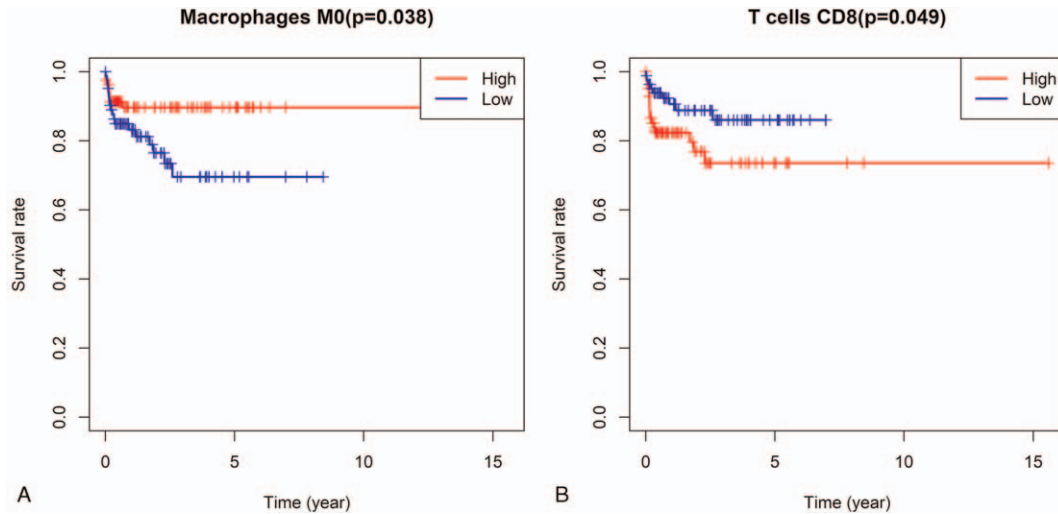 Macrophages M0(p=0.038)
High
Low
Survival rate
1.0
0.8
0.6
0.4
0.2
0.0
0
5
10
15
Time (year)
A
T cells CD8(p=0.049)
High
Low
Survival rate
1.0
0.8
0.6
0.4
0.2
0.0
0
5
10
15
Time (year)
B